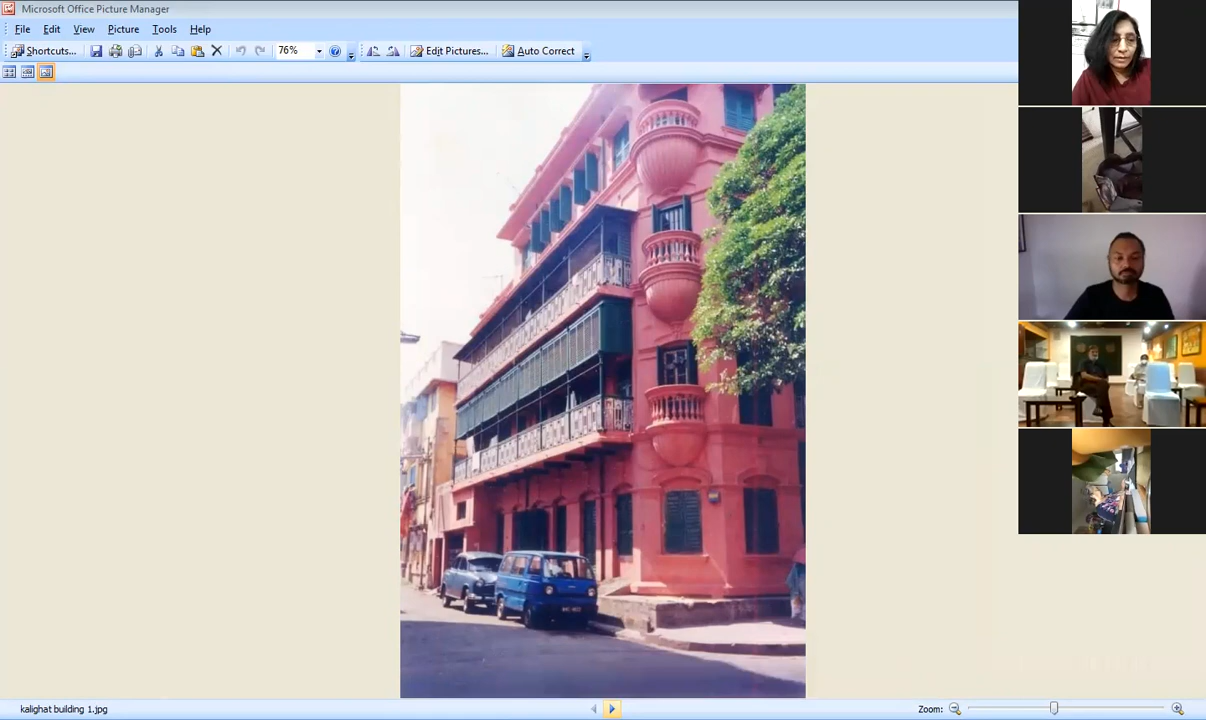 Microsoft Office Picture Manager
File Edit View Picture Tools Help
Shortcuts... 76% Edit Pictures... Auto Correct
kalighat building 1.jpg
Zoom: